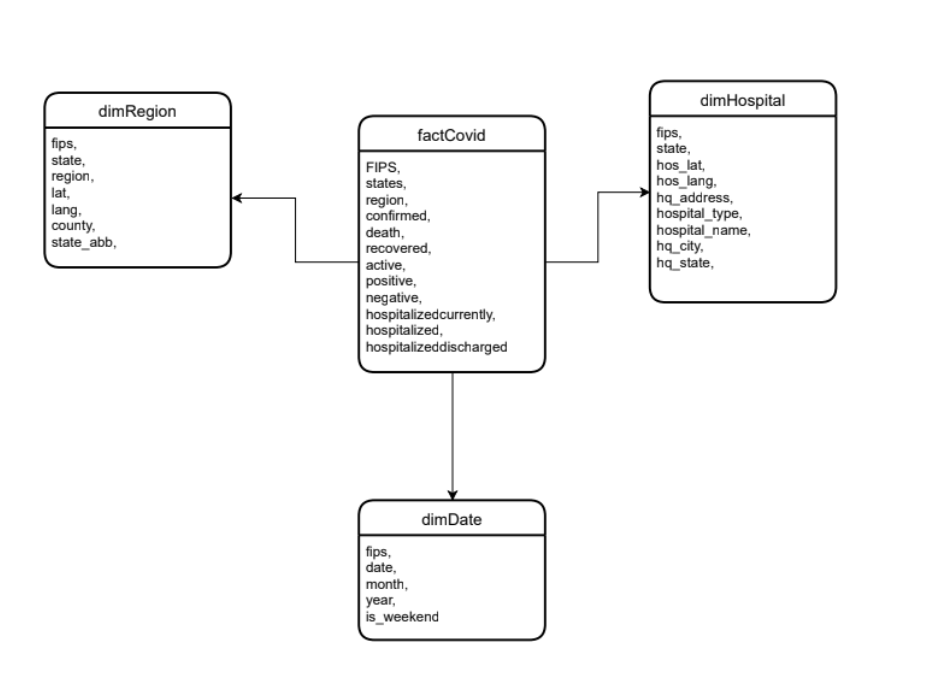 dimRegion
fips,
state,
region,
lat,
lang,
county,
state_abb,
factCovid
FIPS,
states,
region,
confirmed,
death,
recovered,
active,
positive,
negative,
hospitalizedcurrently,
hospitalized,
hospitalizeddischarged
dimHospital
fips,
state,
hos_lat,
hos_lang,
hq_address,
hospital_type,
hospital_name,
hq_city,
hq_state,
dimDate
fips,
date,
month,
year,
is_weekend